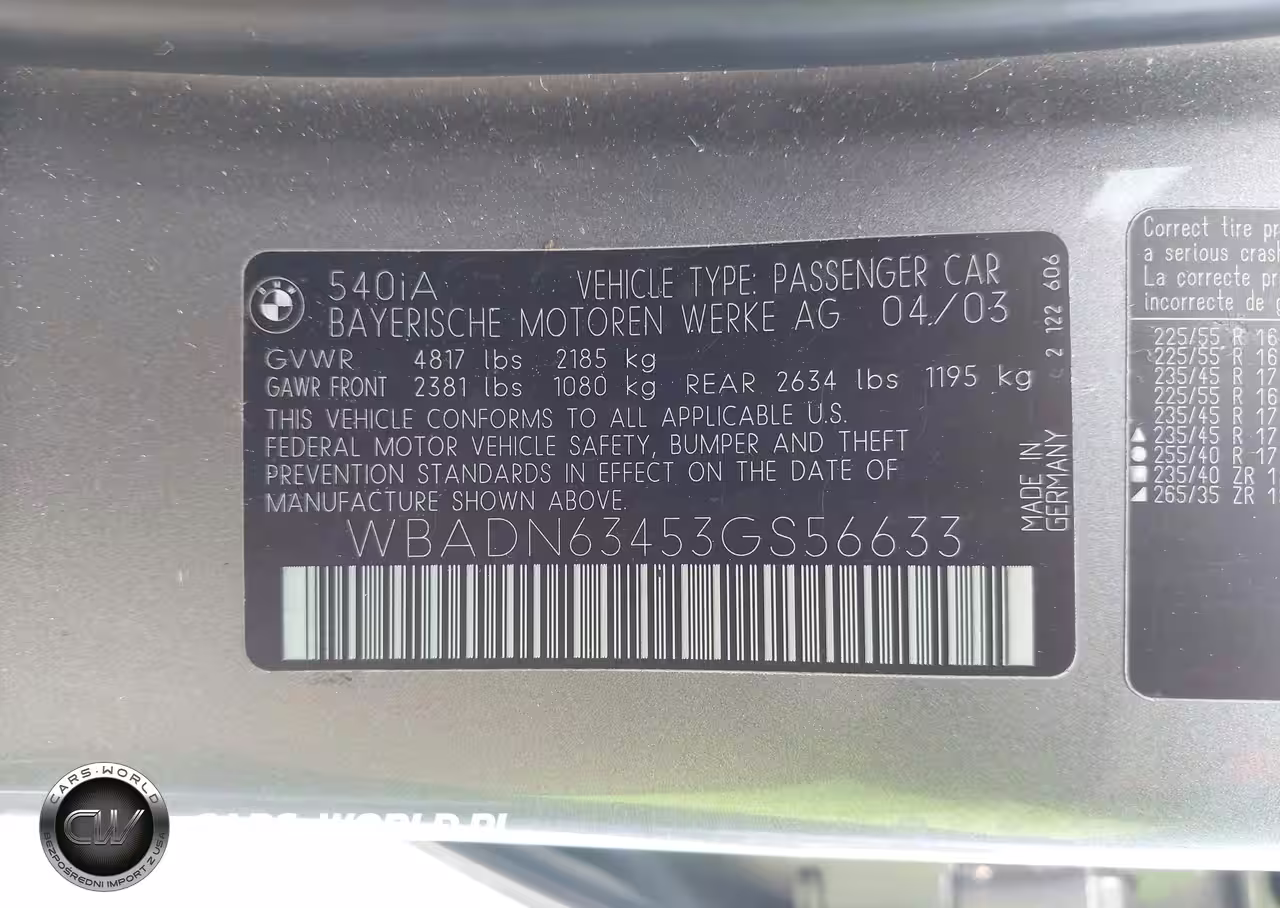 BMW
540iA VEHICLE TYPE: PASSENGER CAR
BAYERISCHE MOTOREN WERKE AG 04/03
GVWR 4817 lbs 2185 kg
GAWR FRONT 2381 lbs 1080 kg REAR 2634 lbs 1195 kg
THIS VEHICLE CONFORMS TO ALL APPLICABLE U.S.
FEDERAL MOTOR VEHICLE SAFETY, BUMPER AND THEFT
PREVENTION STANDARDS IN EFFECT ON THE DATE OF
MANUFACTURE SHOWN ABOVE.
WBADN63453GS56633
2 122 606
MADE IN
GERMANY
Correct tire
a serious
La correcte
incorrecte de
225/55 R 16
225/55 R 16
235/45 R 17
225/55 R 16
235/45 R 17
235/45 R 17
255/40 R 17
235/40 ZR
265/35 ZR
CARS-WORLD
CW
BEZPOŚREDNI IMPORT Z USA
CARS-WORLD.PL